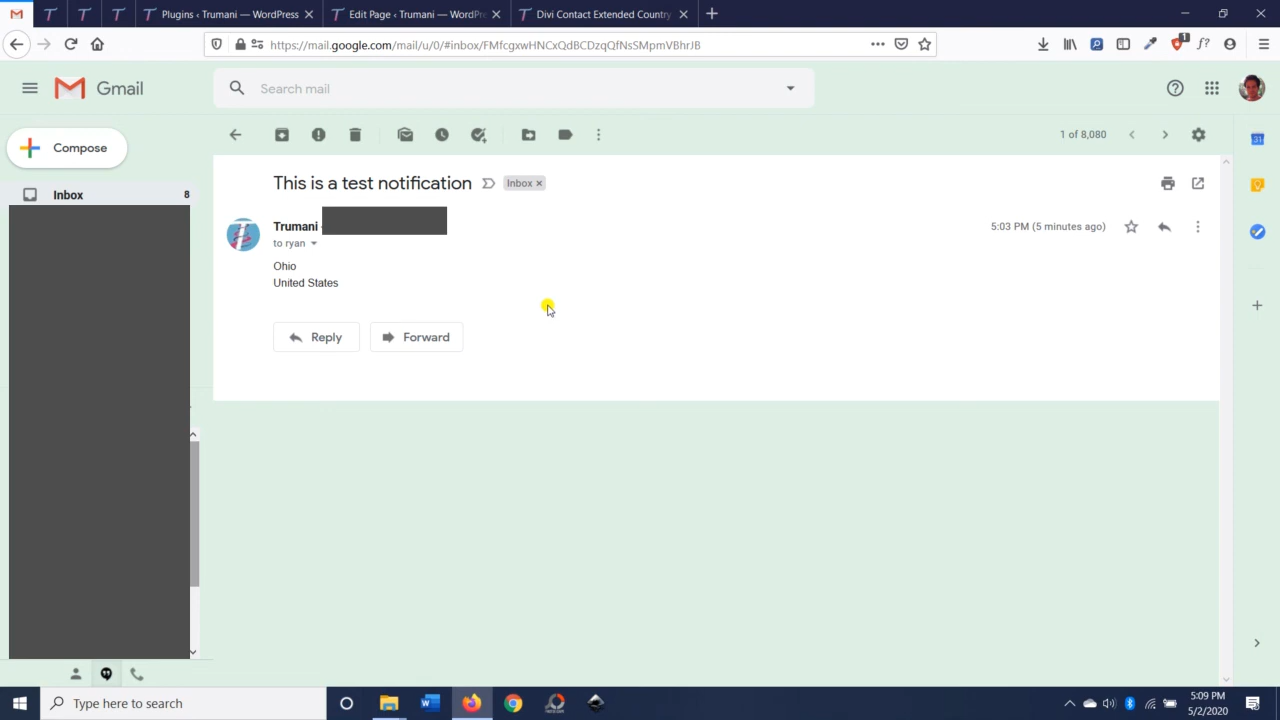 Plugins ‹ Trumani — WordPress
Edit Page ‹ Trumani — WordPre
Divi Contact Extended Country
https://mail.google.com/mail/u/0/#inbox/FMfcgxwHNCxQdBCDzqQfNsSMpmVBhrJB
1
Gmail
Search mail
Compose
1 of 8,080
31
Inbox 8
This is a test notification
Inbox ×
Trumani
5:03 PM (5 minutes ago)
to ryan
Ohio
United States
Reply
Forward
Type here to search
5:09 PM
5/2/2020